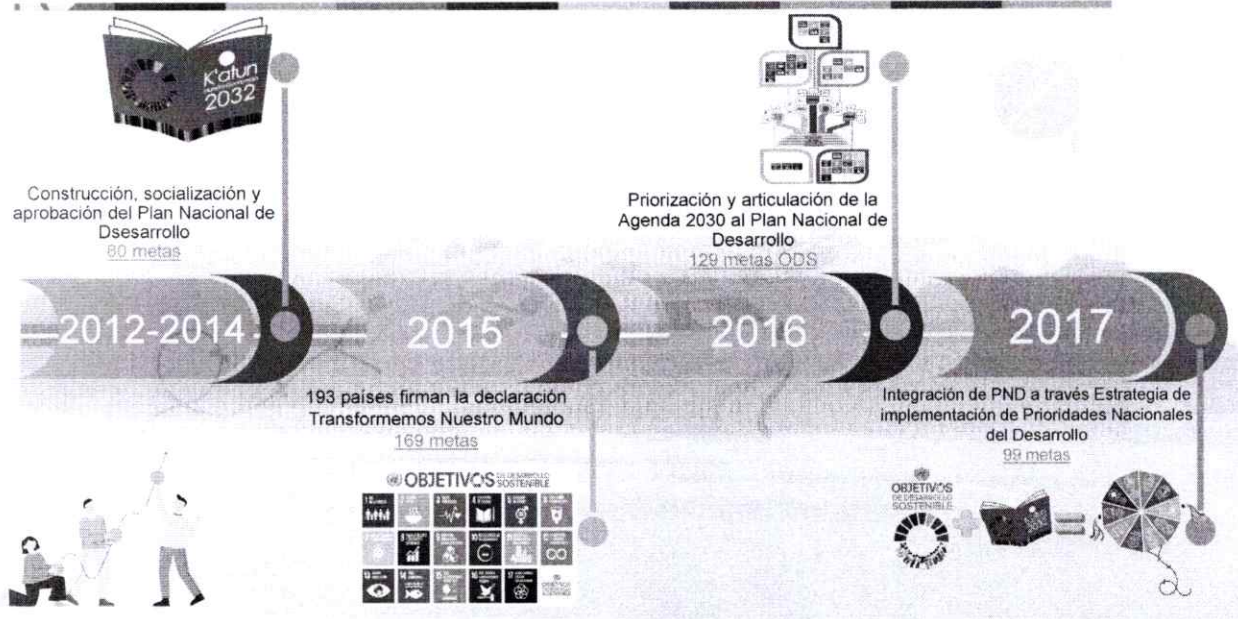 K'atun
2032
Construcción, socialización y
aprobación del Plan Nacional de
Dsesarrollo
80 metas
Priorización y articulación de la
Agenda 2030 al Plan Nacional de
Desarrollo
129 metas ODS
2012-2014
2015
2016
2017
193 países firman la declaración
Transformemos Nuestro Mundo
169 metas
Integración de PND a través Estrategia de
implementación de Prioridades Nacionales
del Desarrollo
99 metas
OBJETIVOS DE DESARROLLO
SOSTENIBLE
OBJETIVOS
DE DESARROLLO
SOSTENIBLE